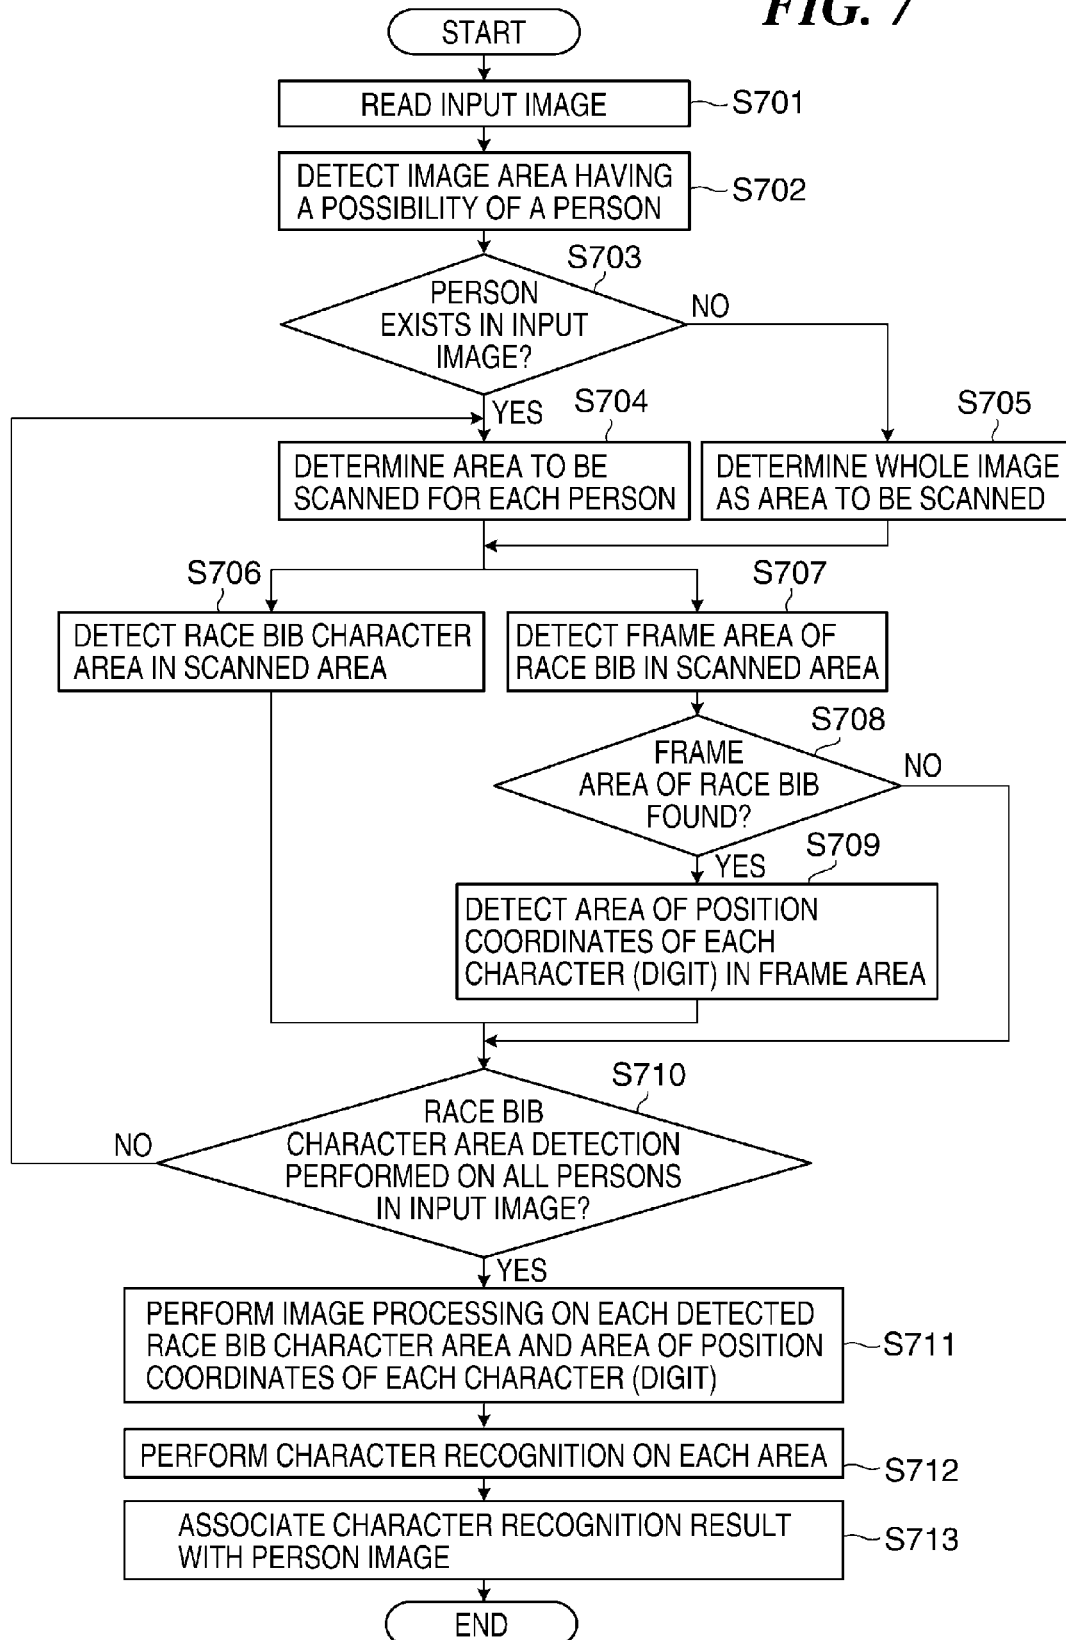 FIG. 7
START
READ INPUT IMAGE
S701
DETECT IMAGE AREA HAVING
A POSSIBILITY OF A PERSON
S702
S703
PERSON
EXISTS IN INPUT
IMAGE?
NO
YES
S704
S705
DETERMINE AREA TO BE
SCANNED FOR EACH PERSON
DETERMINE WHOLE IMAGE
AS AREA TO BE SCANNED
S706
S707
DETECT RACE BIB CHARACTER
AREA IN SCANNED AREA
DETECT FRAME AREA OF
RACE BIB IN SCANNED AREA
S708
FRAME
AREA OF RACE BIB
FOUND?
NO
YES
S709
DETECT AREA OF POSITION
COORDINATES OF EACH
CHARACTER (DIGIT) IN FRAME AREA
S710
RACE BIB
CHARACTER AREA DETECTION
PERFORMED ON ALL PERSONS
IN INPUT IMAGE?
NO
YES
PERFORM IMAGE PROCESSING ON EACH DETECTED
RACE BIB CHARACTER AREA AND AREA OF POSITION
COORDINATES OF EACH CHARACTER (DIGIT)
S711
PERFORM CHARACTER RECOGNITION ON EACH AREA
S712
ASSOCIATE CHARACTER RECOGNITION RESULT
WITH PERSON IMAGE
S713
END